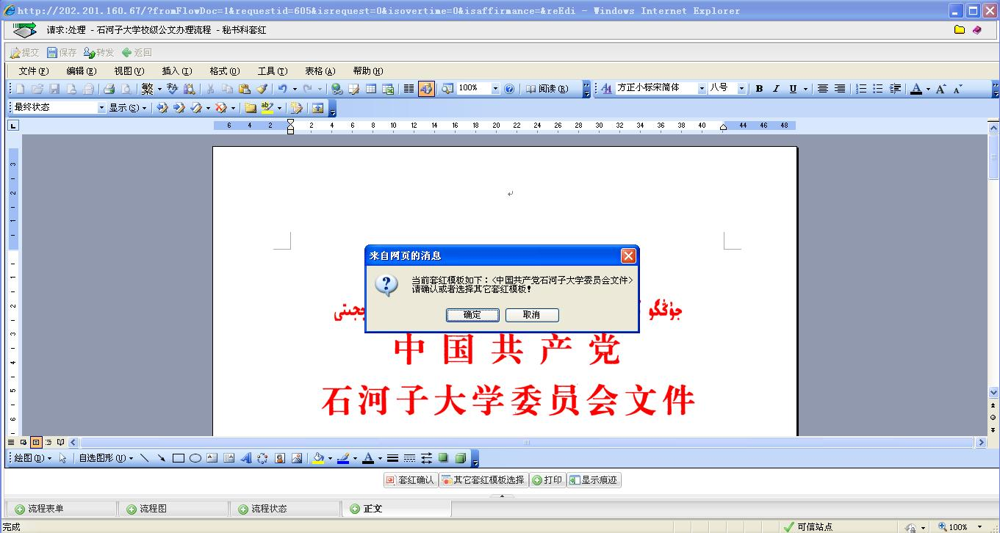 http://202.201.160.67/?fromFlowDoc=1&requestid=605&isrequest=0&isovertime=0&isaffirmance=&reEdi - Windows Internet Explorer
请求:处理 - 石河子大学校级公文办理流程 - 秘书科套红
提交 保存 转发 返回
文件(F) 编辑(E) 视图(V) 插入(I) 格式(O) 工具(T) 表格(A) 帮助(H)
繁 100% 阅读(R) 方正小标宋简体 八号 B I U A A A
最终状态 显示(S)
L 6 4 2 2 4 6 8 10 12 14 16 18 20 22 24 26 28 30 32 34 36 38 40 44 46 48
来自网页的消息
当前套红模板如下：<中国共产党石河子大学委员会文件>
请确认或者选择其它套红模板!
确定 取消
جۇڭگو
中国共产党
石河子大学委员会文件
3
2
1
1
2
3
4
5
6
绘图(D) 自选图形(U)
套红确认 其它套红模板选择 打印 显示痕迹
流程表单 流程图 流程状态 正文
完成 可信站点 100%